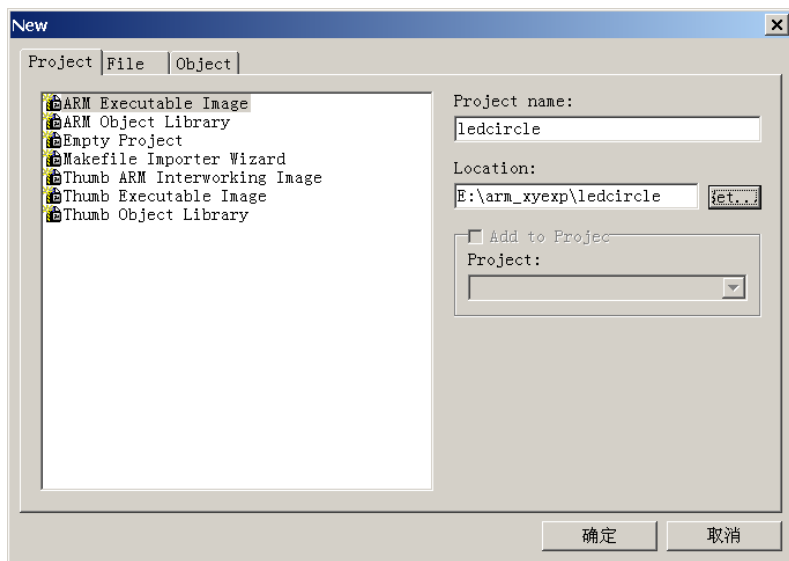 New
Project File Object
ARM Executable Image
ARM Object Library
Empty Project
Makefile Importer Wizard
Thumb ARM Interworking Image
Thumb Executable Image
Thumb Object Library
Project name:
ledcircle
Location:
E:\arm_xyexp\ledcircle
et...
Add to Projec
Project:
确定 取消